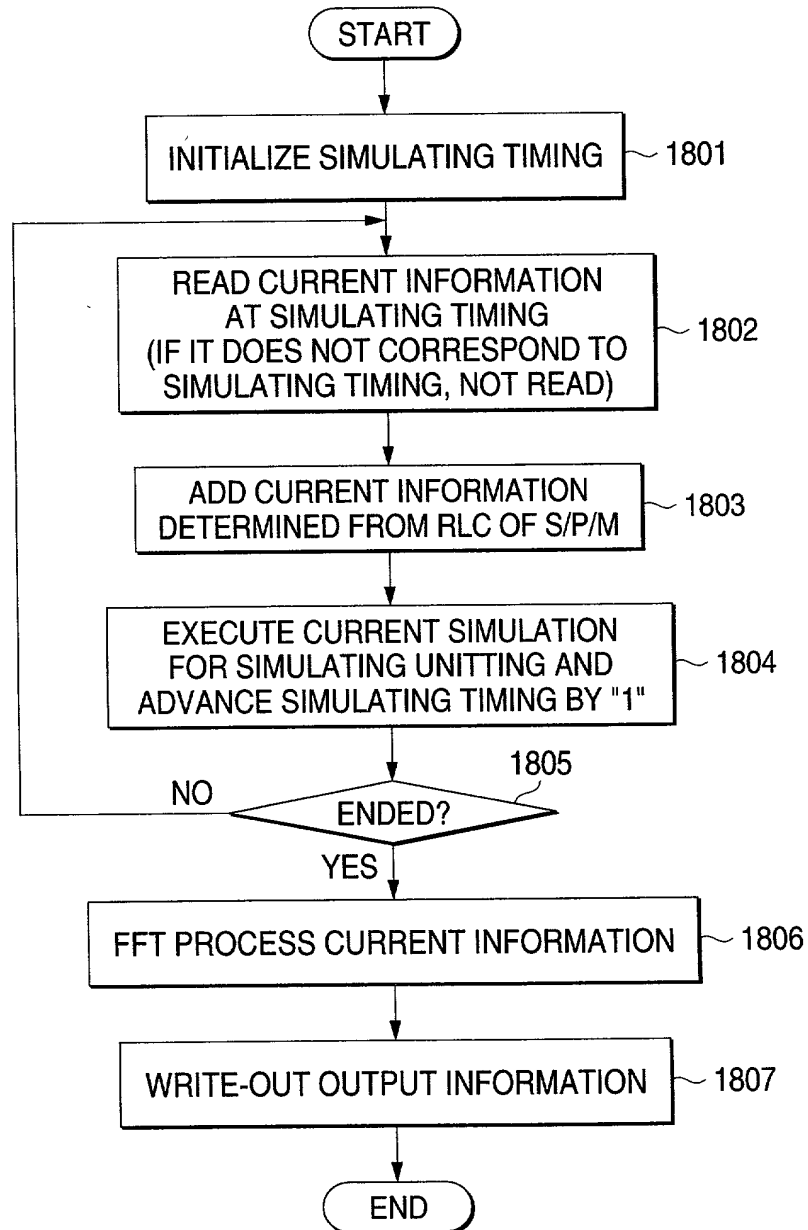 START
INITIALIZE SIMULATING TIMING
1801
READ CURRENT INFORMATION
AT SIMULATING TIMING
(IF IT DOES NOT CORRESPOND TO
SIMULATING TIMING, NOT READ)
1802
ADD CURRENT INFORMATION
DETERMINED FROM RLC OF S/P/M
1803
EXECUTE CURRENT SIMULATION
FOR SIMULATING UNITTING AND
ADVANCE SIMULATING TIMING BY "1"
1804
1805
NO
ENDED?
YES
FFT PROCESS CURRENT INFORMATION
1806
WRITE-OUT OUTPUT INFORMATION
1807
END